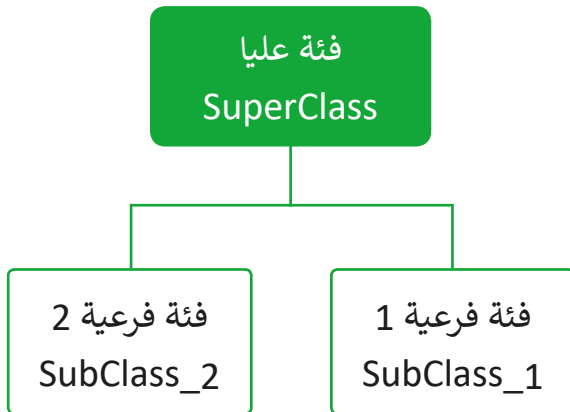 فئة عليا
SuperClass
فئة فرعية 1
SubClass_1
فئة فرعية 2
SubClass_2